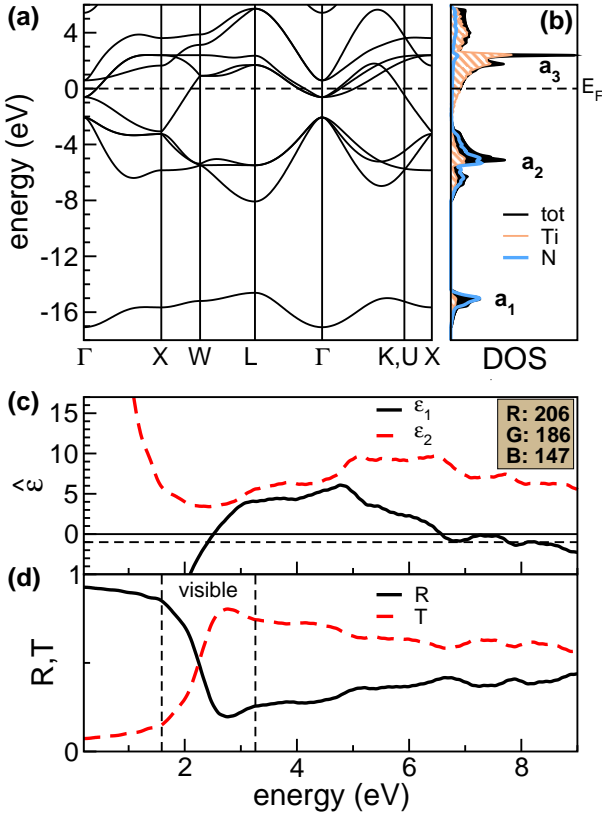 (a)
(b)
energy (eV)
4
0
-4
-8
-12
-16
Γ X W L Γ K,U X
a3
EF
a2
tot
Ti
N
a1
DOS
(c)
ε̂
15
10
5
0
ε1
ε2
R: 206
G: 186
B: 147
(d)
R,T
1
0
visible
R
T
2 4 6 8
energy (eV)